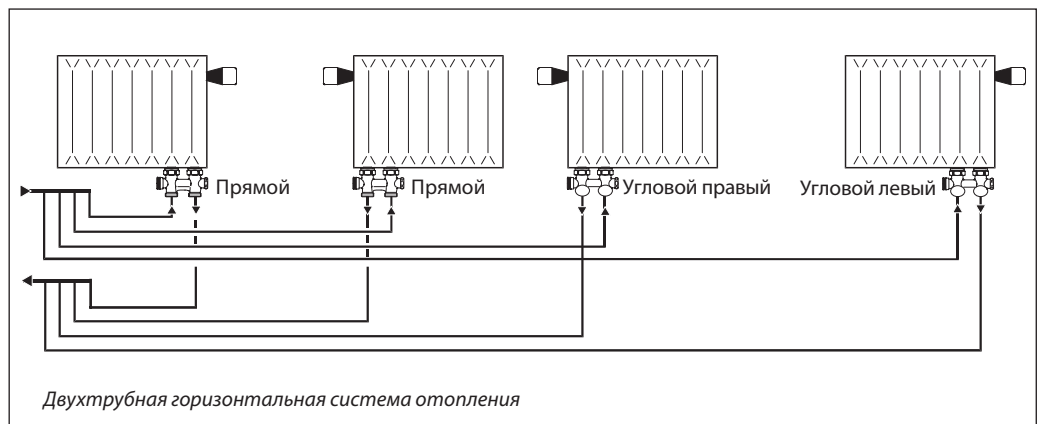 Прямой
Прямой
Угловой правый
Угловой левый
Двухтрубная горизонтальная система отопления